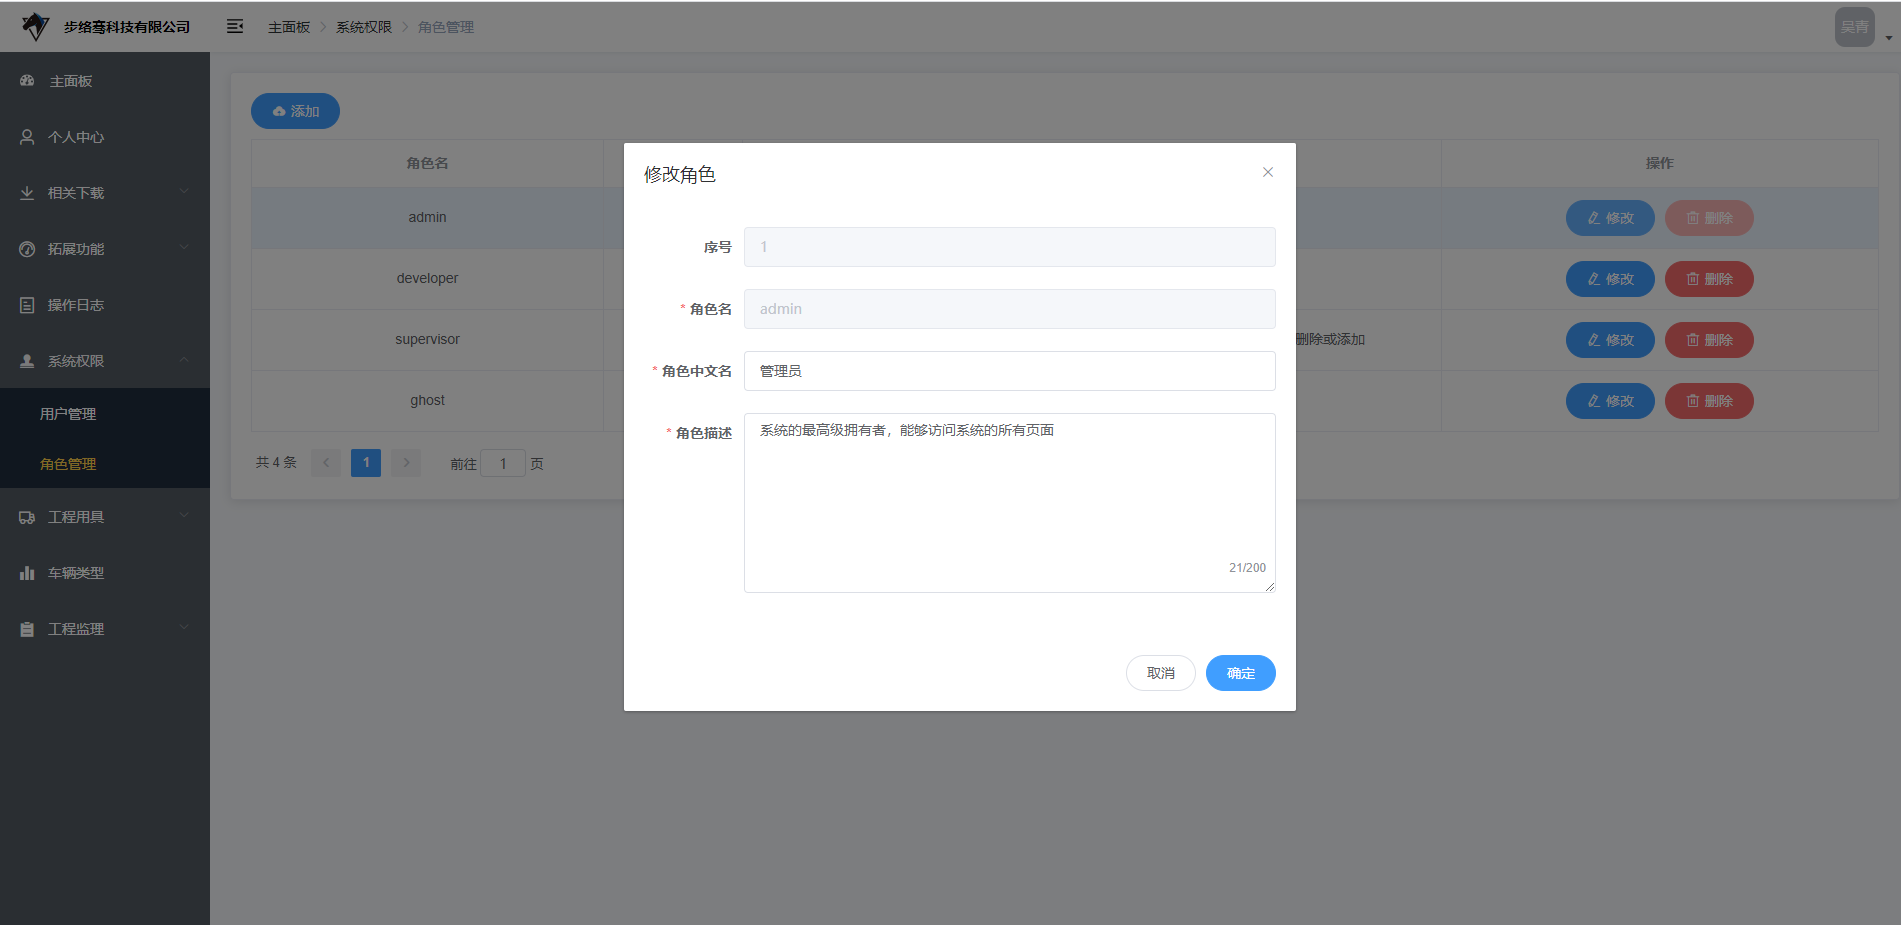 步络骞科技有限公司
主面板 > 系统权限 > 角色管理
吴青
主面板
个人中心
相关下载
拓展功能
操作日志
系统权限
用户管理
角色管理
工程用具
车辆类型
工程监理
添加
角色名
操作
admin
修改 删除
developer
修改 删除
supervisor
删除或添加
修改 删除
ghost
修改 删除
共 4 条 < 1 > 前往 1 页
修改角色
序号
1
* 角色名
admin
* 角色中文名
管理员
* 角色描述
系统的最高级拥有者，能够访问系统的所有页面
21/200
取消
确定